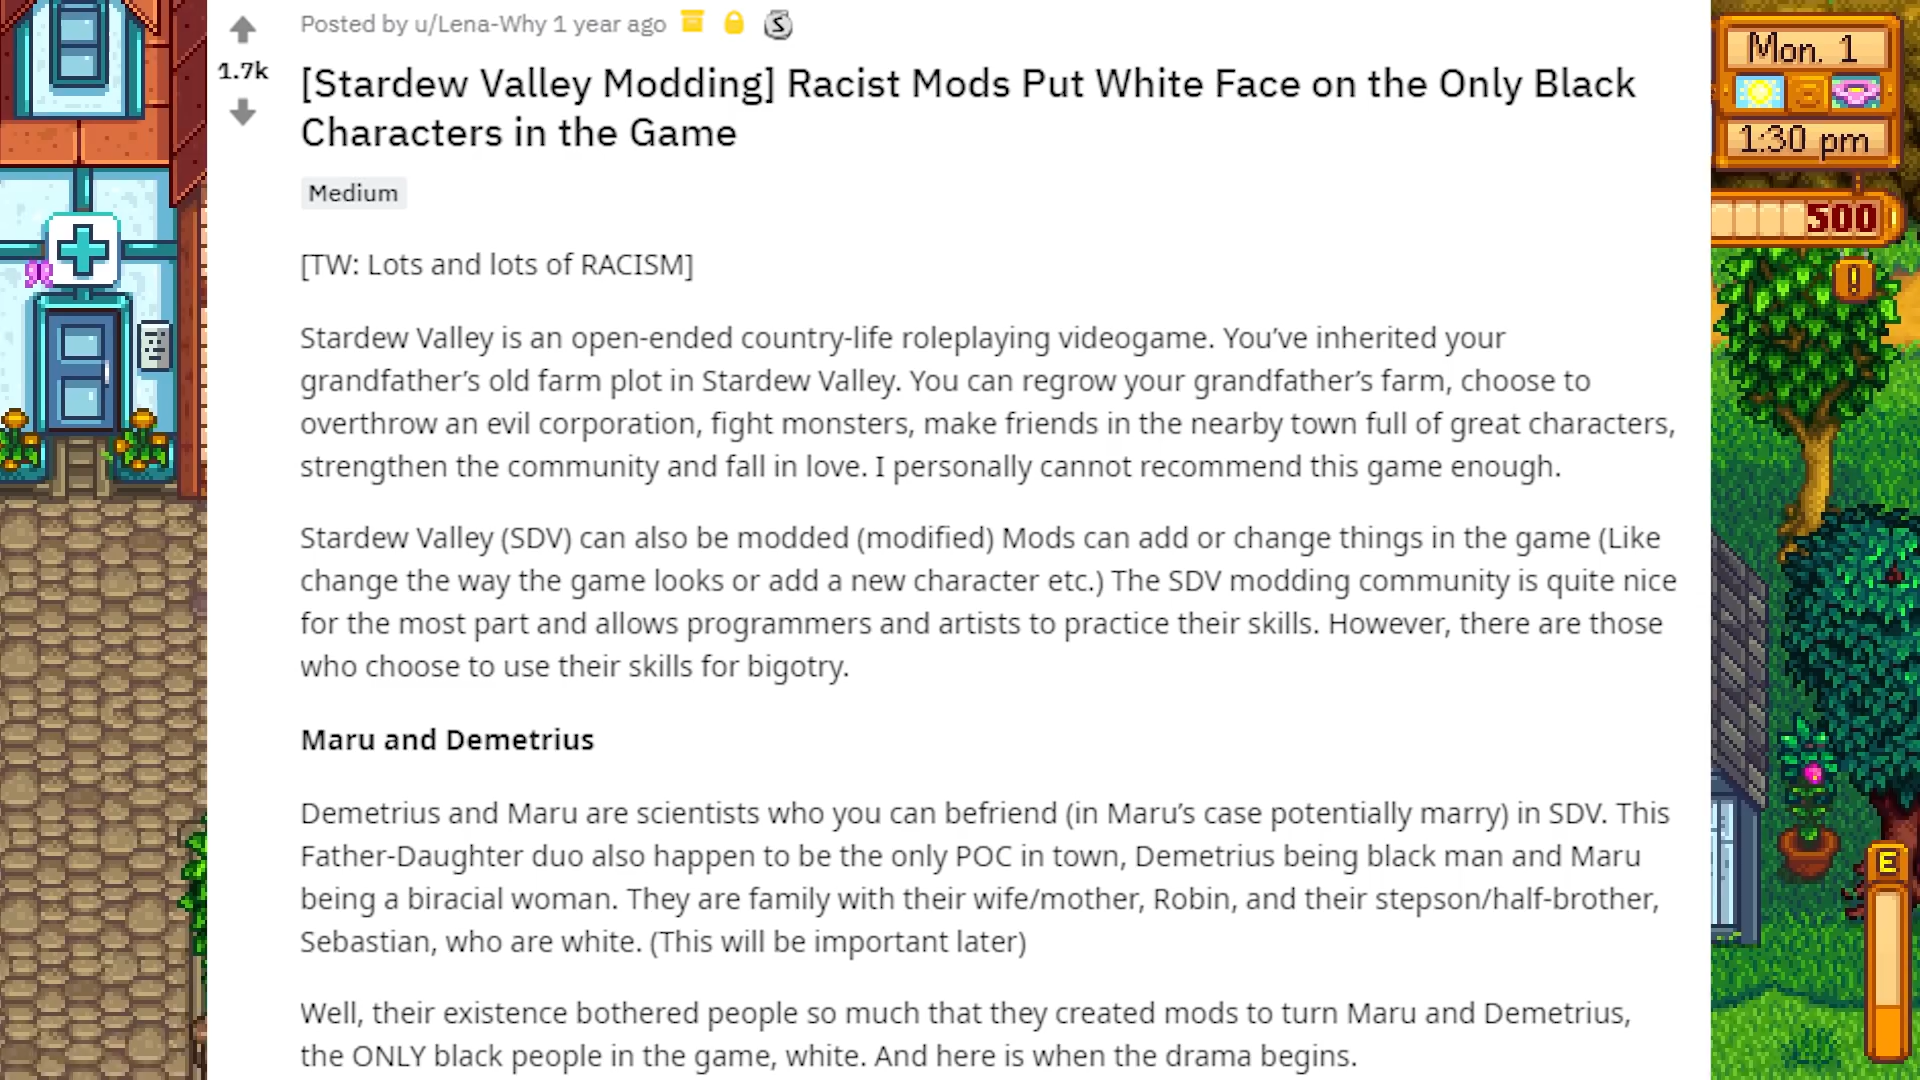 Posted by u/Lena-Why 1 year ago
1.7k
[Stardew Valley Modding] Racist Mods Put White Face on the Only Black
Characters in the Game
Medium
[TW: Lots and lots of RACISM]
Stardew Valley is an open-ended country-life roleplaying videogame. You’ve inherited your
grandfather’s old farm plot in Stardew Valley. You can regrow your grandfather’s farm, choose to
overthrow an evil corporation, fight monsters, make friends in the nearby town full of great characters,
strengthen the community and fall in love. I personally cannot recommend this game enough.
Stardew Valley (SDV) can also be modded (modified) Mods can add or change things in the game (Like
change the way the game looks or add a new character etc.) The SDV modding community is quite nice
for the most part and allows programmers and artists to practice their skills. However, there are those
who choose to use their skills for bigotry.
Maru and Demetrius
Demetrius and Maru are scientists who you can befriend (in Maru’s case potentially marry) in SDV. This
Father-Daughter duo also happen to be the only POC in town, Demetrius being black man and Maru
being a biracial woman. They are family with their wife/mother, Robin, and their stepson/half-brother,
Sebastian, who are white. (This will be important later)
Well, their existence bothered people so much that they created mods to turn Maru and Demetrius,
the ONLY black people in the game, white. And here is when the drama begins.
Mon. 1
1:30 pm
500
!
E